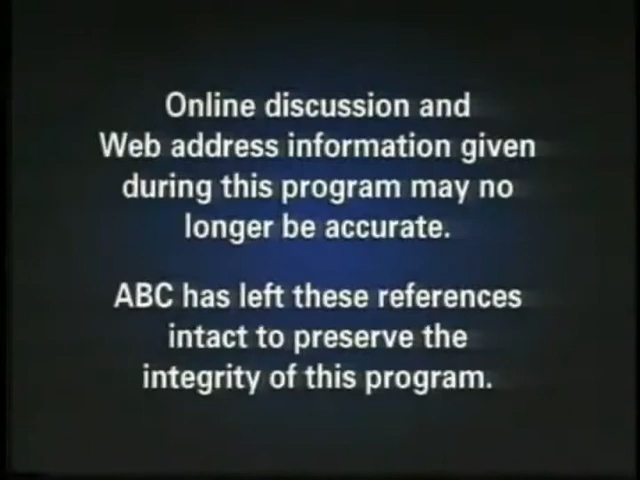 Online discussion and
Web address information given
during this program may no
longer be accurate.
ABC has left these references
intact to preserve the
integrity of this program.